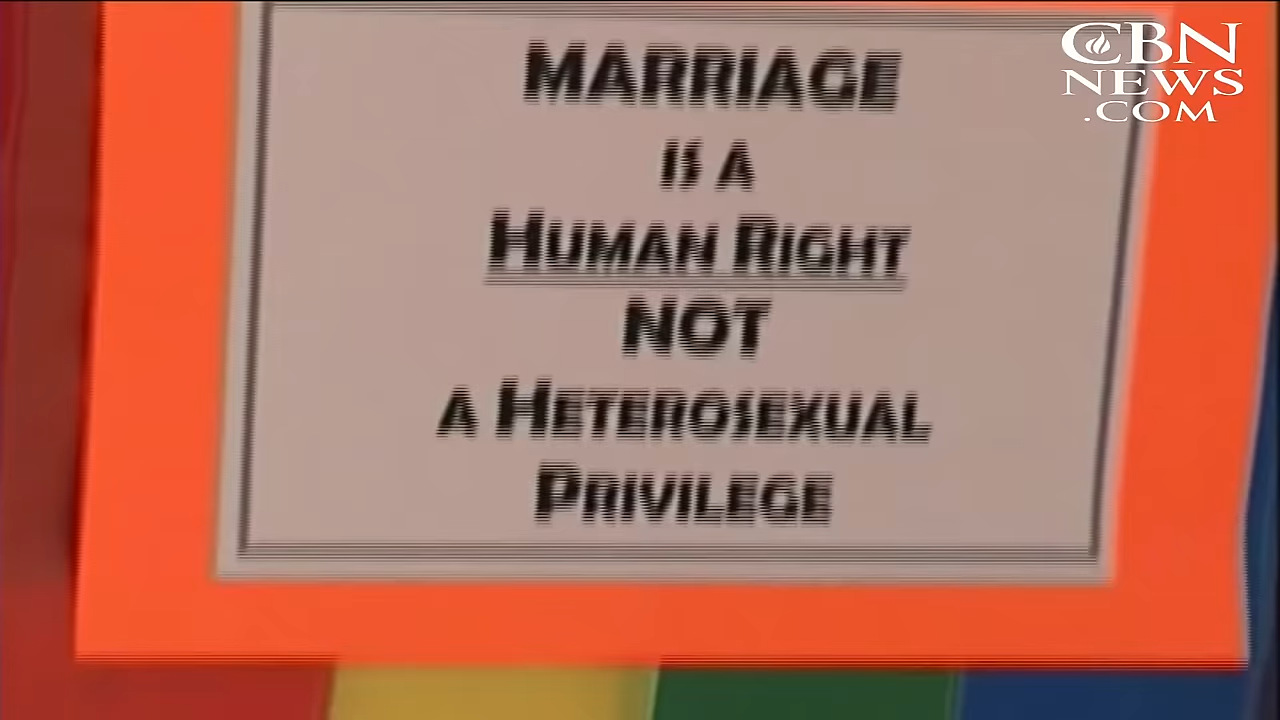 MARRIAGE
IS A
HUMAN RIGHT
NOT
A HETEROSEXUAL
PRIVILEGE
CBN
NEWS
.COM